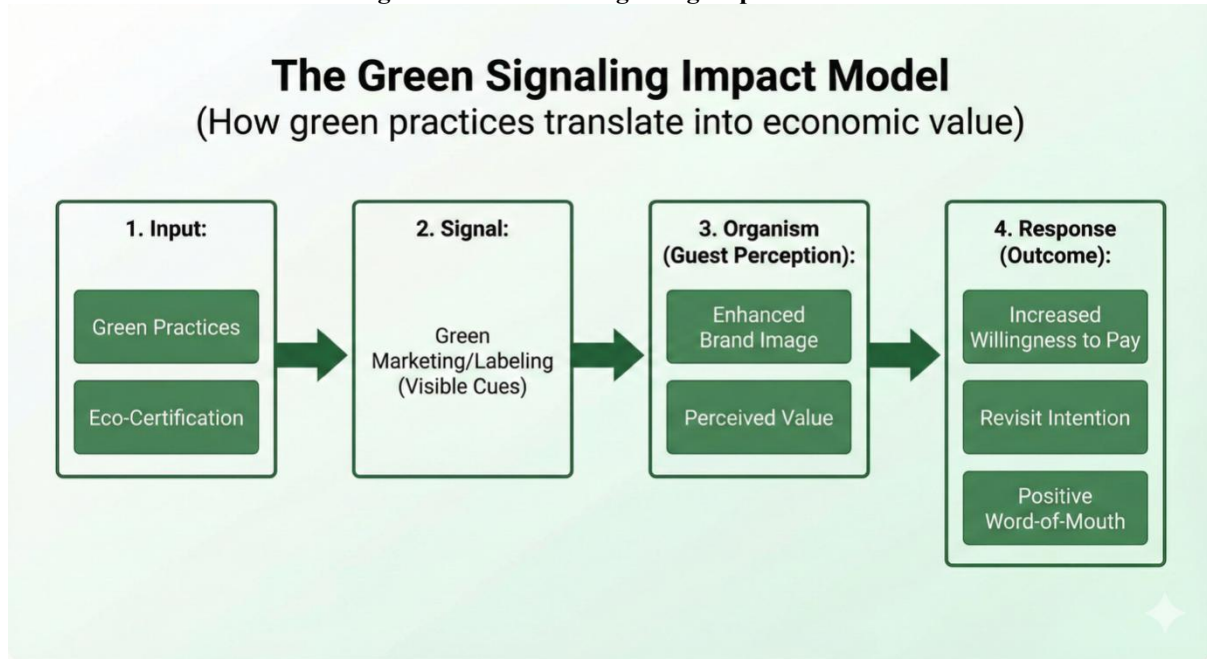 The Green Signaling Impact Model
(How green practices translate into economic value)
1. Input:
Green Practices
Eco-Certification
2. Signal:
Green
Marketing/Labeling
(Visible Cues)
3. Organism
(Guest Perception):
Enhanced
Brand Image
Perceived Value
4. Response
(Outcome):
Increased
Willingness to Pay
Revisit Intention
Positive
Word-of-Mouth